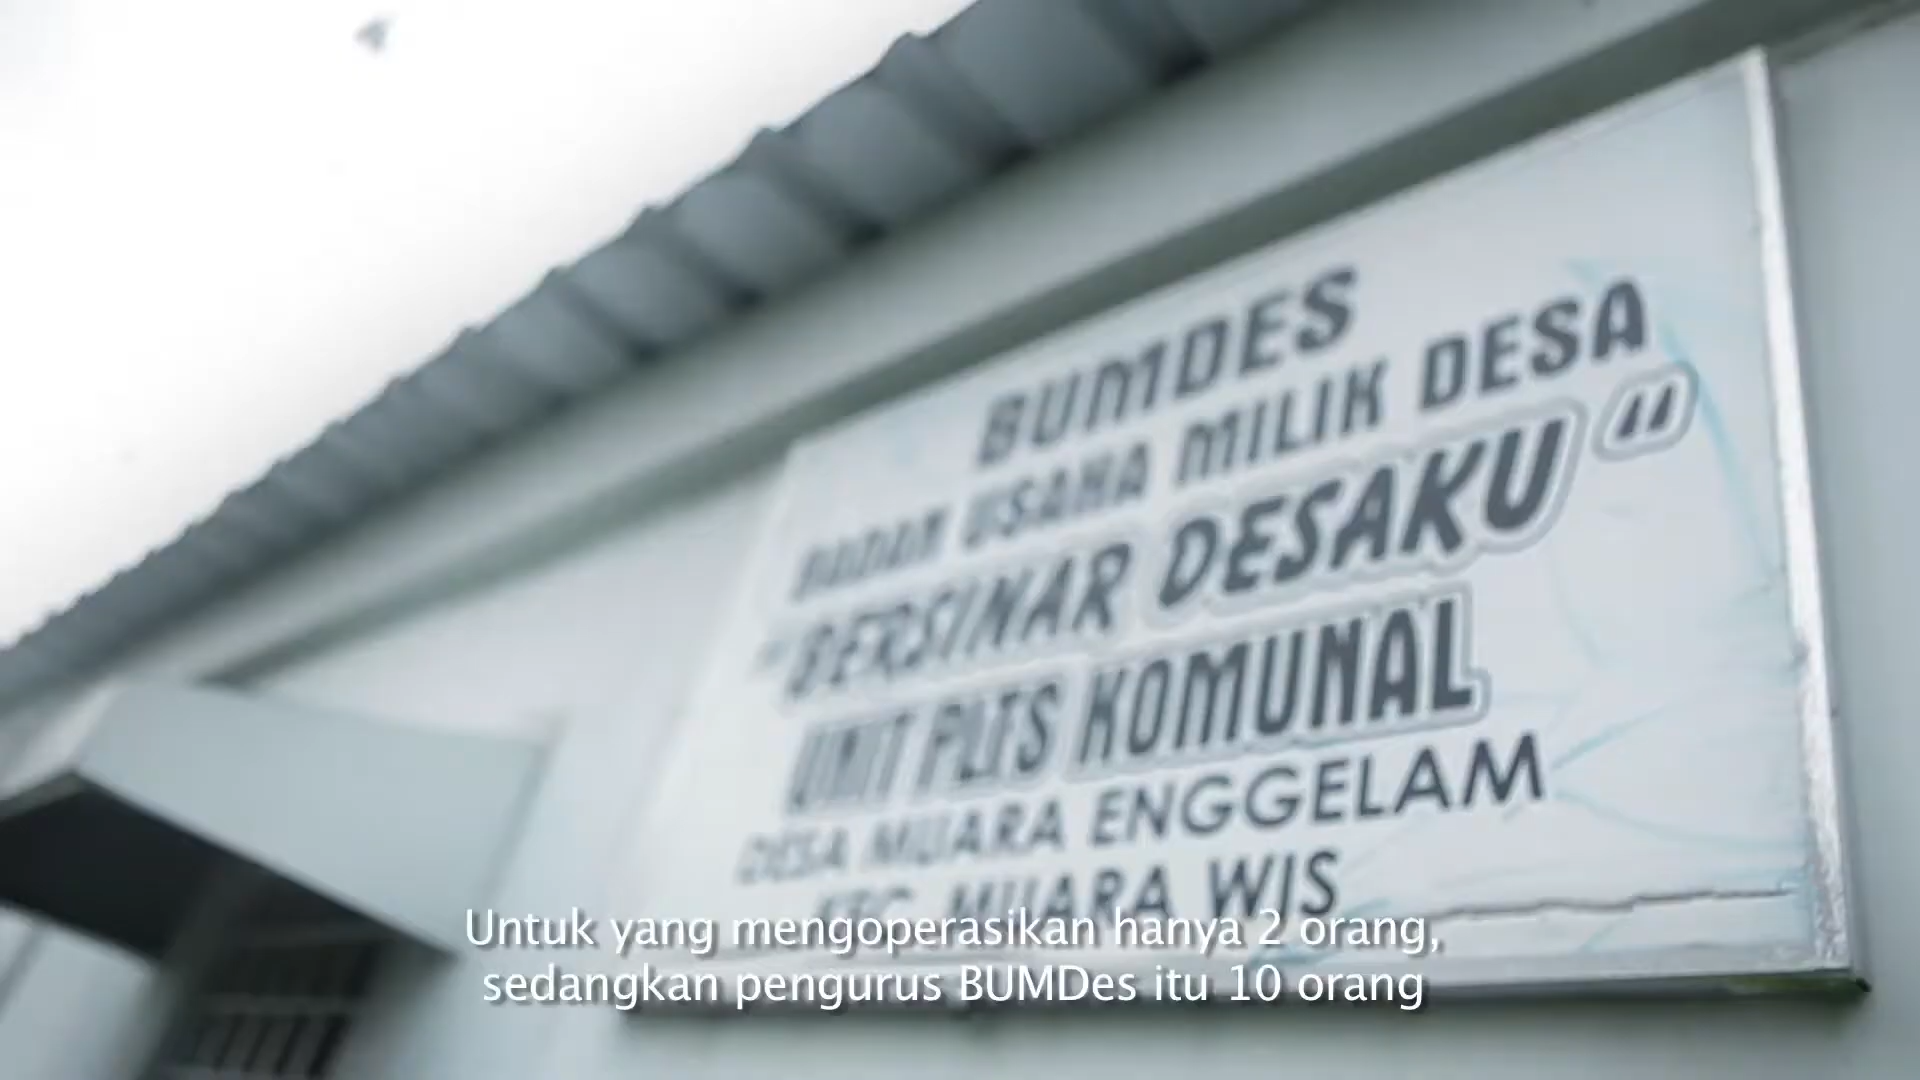 BUMDES
BADAN USAHA MILIK DESA
"BERSINAR DESAKU"
UNIT PLTS KOMUNAL
DESA MUARA ENGGELAM
KEC. MUARA WIS
Untuk yang mengoperasikan hanya 2 orang,
sedangkan pengurus BUMDes itu 10 orang